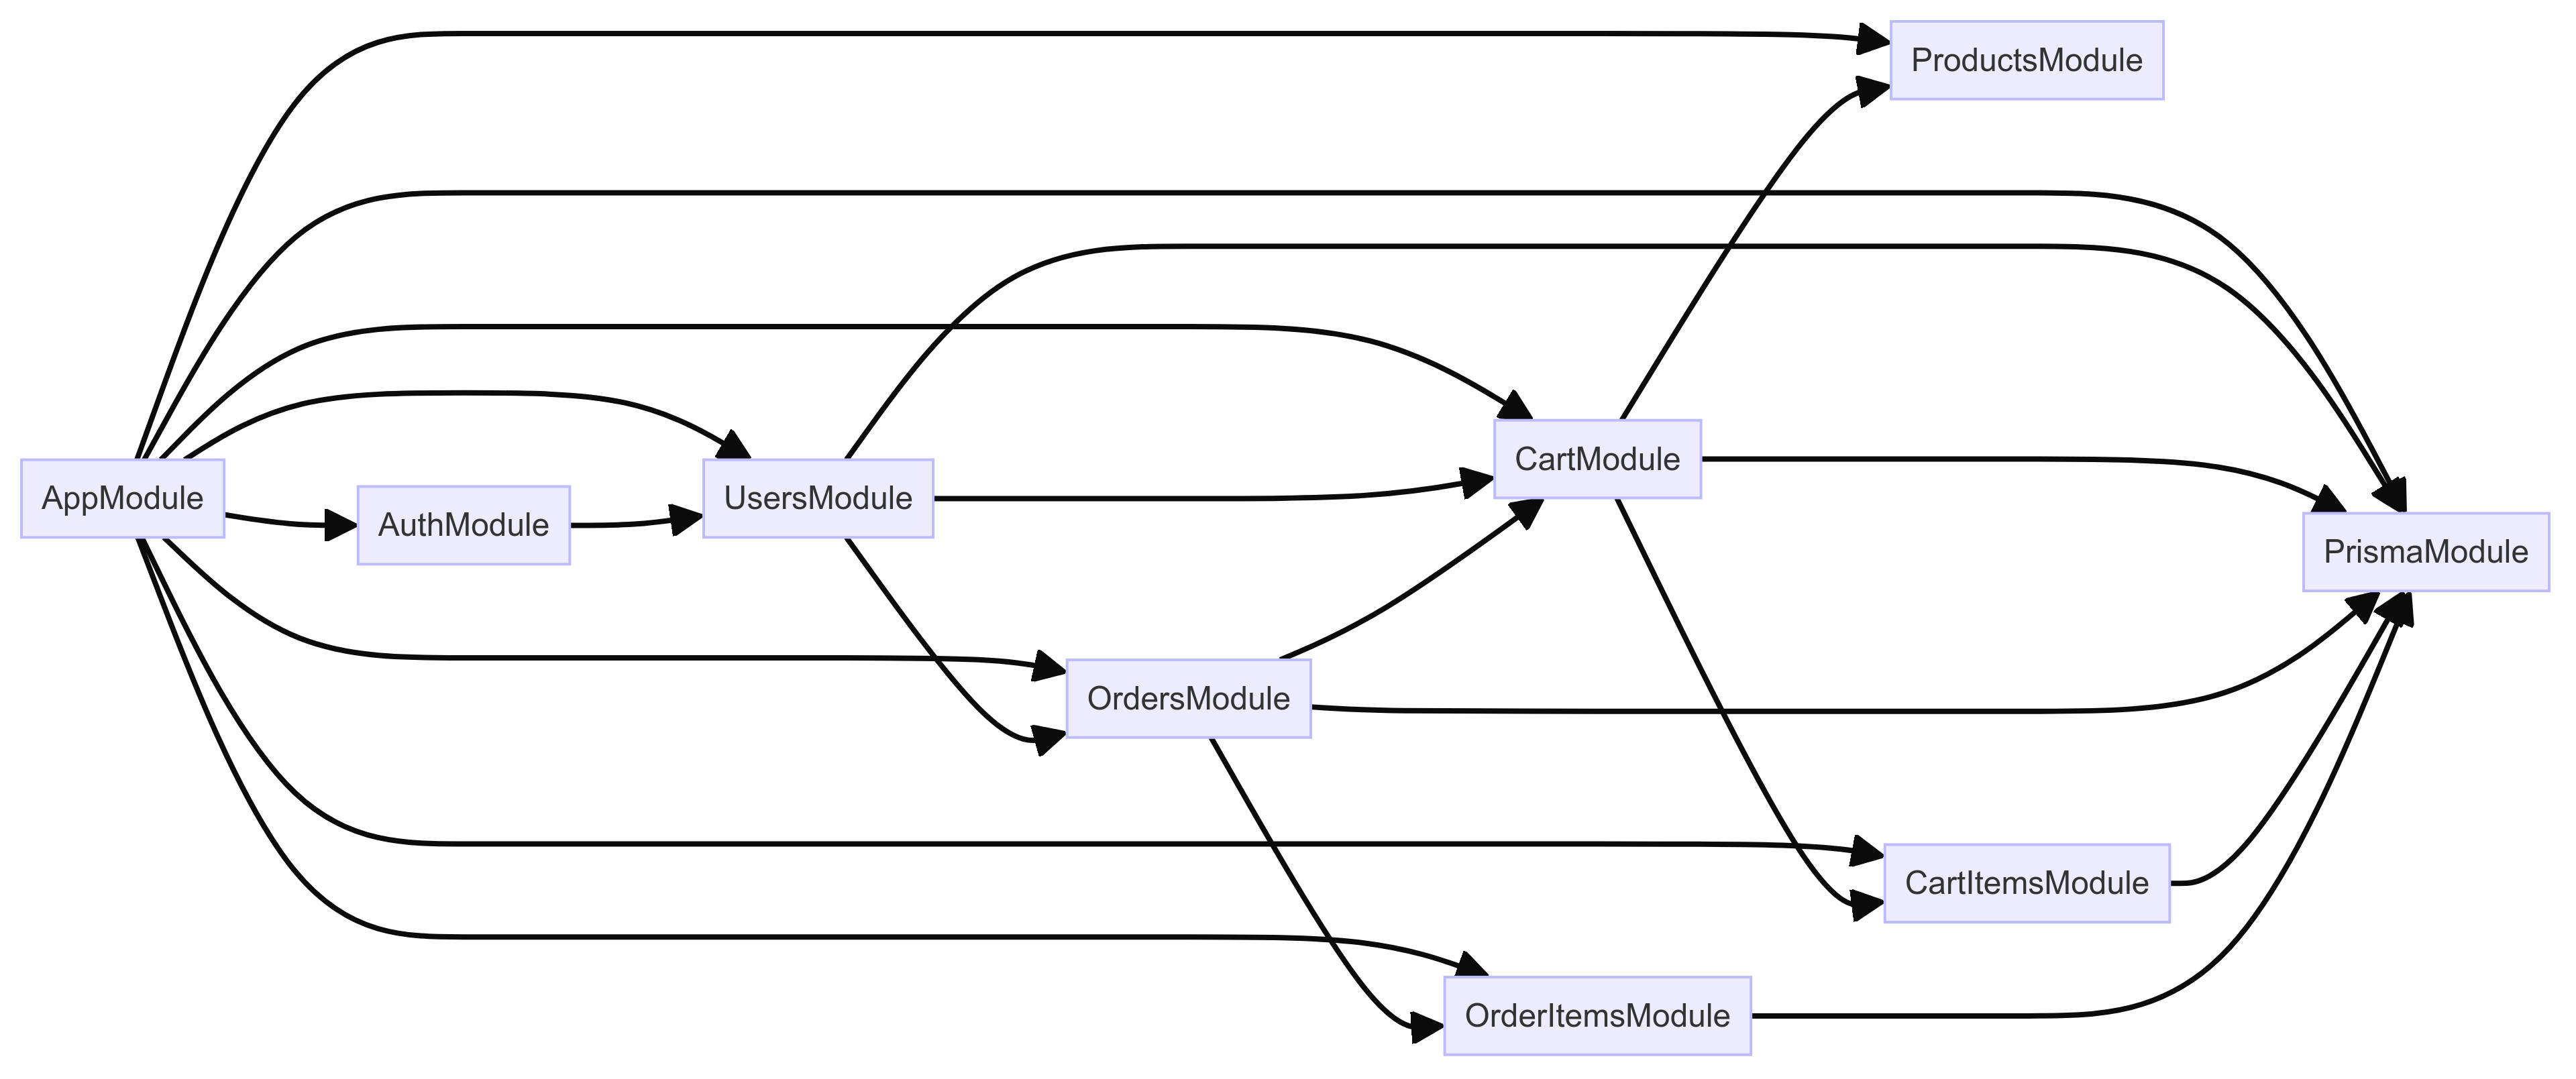 ProductsModule
CartModule
AppModule
AuthModule
UsersModule
PrismaModule
OrdersModule
CartItemsModule
OrderItemsModule